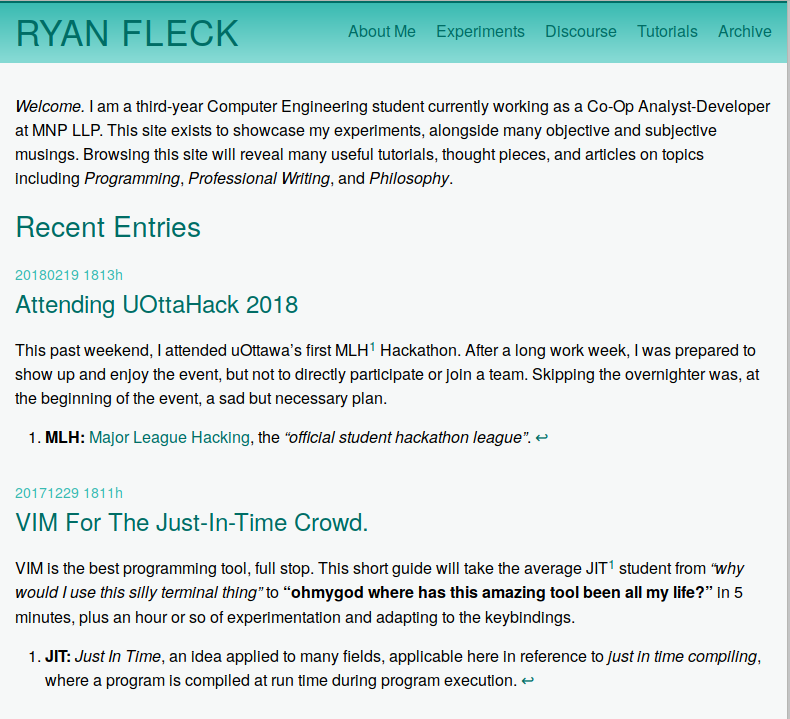 RYAN FLECK
About Me Experiments Discourse Tutorials Archive
Welcome. I am a third-year Computer Engineering student currently working as a Co-Op Analyst-Developer
at MNP LLP. This site exists to showcase my experiments, alongside many objective and subjective
musings. Browsing this site will reveal many useful tutorials, thought pieces, and articles on topics
including Programming, Professional Writing, and Philosophy.
Recent Entries
20180219 1813h
Attending UOttaHack 2018
This past weekend, I attended uOttawa’s first MLH¹ Hackathon. After a long work week, I was prepared to
show up and enjoy the event, but not to directly participate or join a team. Skipping the overnighter was, at
the beginning of the event, a sad but necessary plan.
1. MLH: Major League Hacking, the “official student hackathon league”. ↩
20171229 1811h
VIM For The Just-In-Time Crowd.
VIM is the best programming tool, full stop. This short guide will take the average JIT¹ student from “why
would I use this silly terminal thing” to “ohmygod where has this amazing tool been all my life?” in 5
minutes, plus an hour or so of experimentation and adapting to the keybindings.
1. JIT: Just In Time, an idea applied to many fields, applicable here in reference to just in time compiling,
where a program is compiled at run time during program execution. ↩